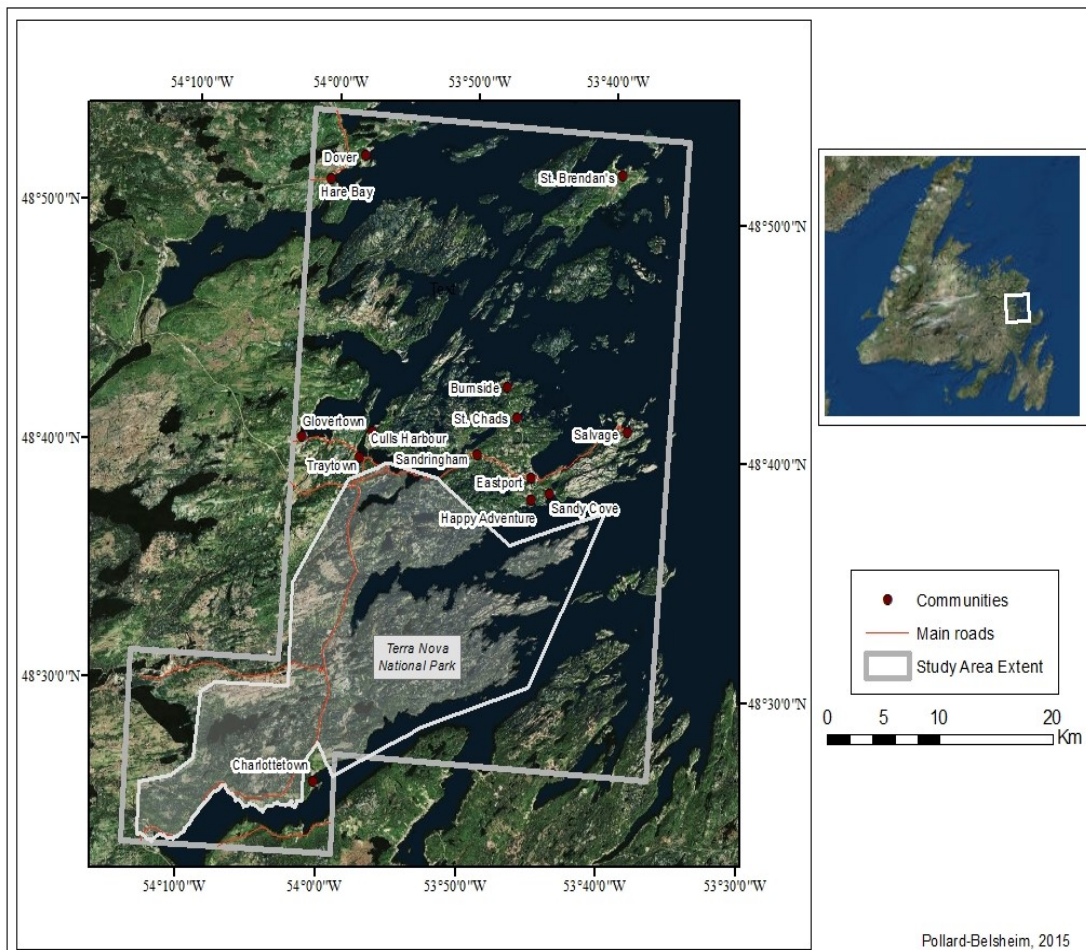 54°10'0"W
54°0'0"W
53°50'0"W
53°40'0"W
Dover
Hare Bay
St. Brendan's
48°50'0"N
48°50'0"N
Text
Burnside
St. Chads
Glovertown
Culls Harbour
Salvage
48°40'0"N
48°40'0"N
Traytown
Sandringham
Eastport
Sandy Cove
Happy Adventure
Terra Nova
National Park
48°30'0"N
48°30'0"N
Charlottetown
54°10'0"W
54°0'0"W
53°50'0"W
53°40'0"W
53°30'0"W
Communities
Main roads
Study Area Extent
0 5 10 20
Km
Pollard-Belsheim, 2015